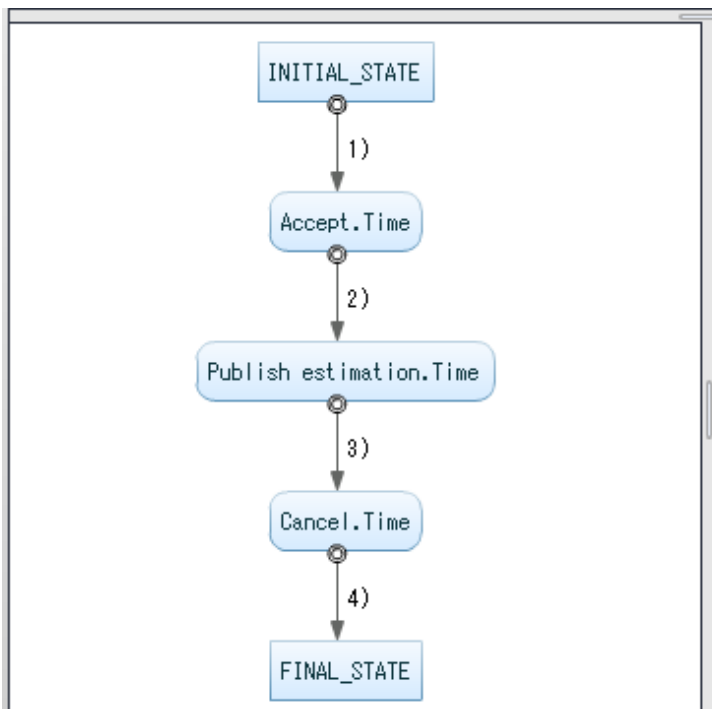 INITIAL_STATE
1)
Accept.Time
2)
Publish estimation.Time
3)
Cancel.Time
4)
FINAL_STATE